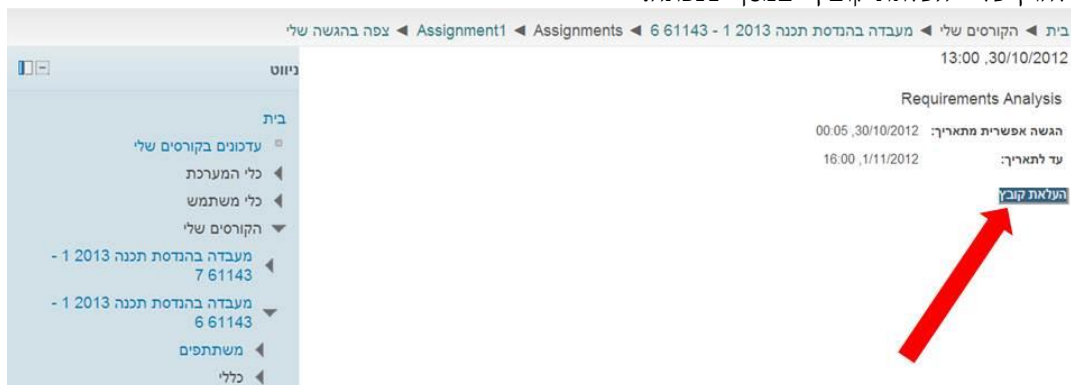 בית ◄ הקורסים שלי ◄ מעבדה בהנדסת תכנה 2013 1 - 61143 6 ◄ Assignments ◄ Assignment1 ◄ צפה בהגשה שלי
30/10/2012, 13:00
Requirements Analysis
הגשה אפשרית מתאריך: 30/10/2012, 00:05
עד לתאריך: 1/11/2012, 16:00
העלאת קובץ
ניווט
בית
עדכונים בקורסים שלי
כלי המערכת
כלי משתמש
הקורסים שלי
מעבדה בהנדסת תכנה 2013 1 -
61143 7
מעבדה בהנדסת תכנה 2013 1 -
61143 6
משתתפים
כללי